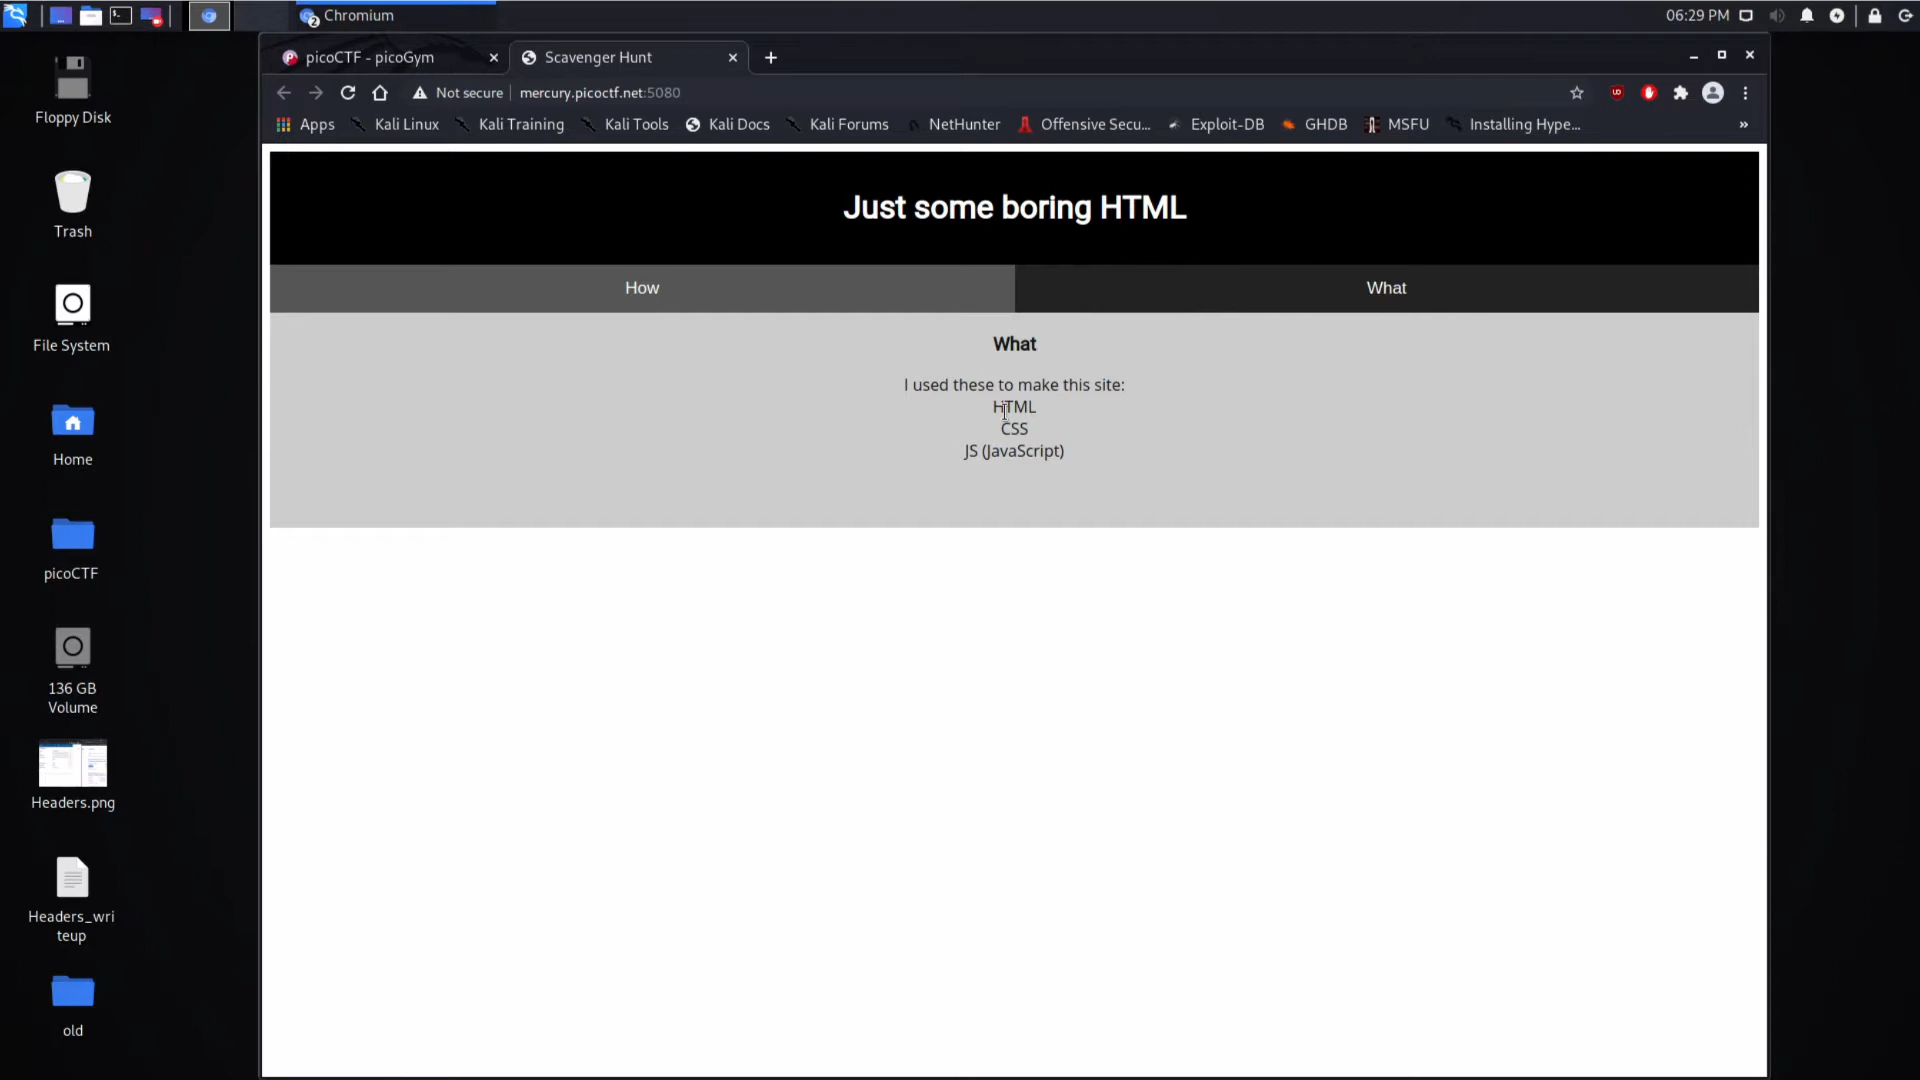 Chromium
2
06:29 PM
picoCTF - picoGym
Scavenger Hunt
Not secure
mercury.picoctf.net:5080
Apps
Kali Linux
Kali Training
Kali Tools
Kali Docs
Kali Forums
NetHunter
Offensive Secu...
Exploit-DB
GHDB
MSFU
Installing Hype...
»
Just some boring HTML
How
What
What
I used these to make this site:
HTML
CSS
JS (JavaScript)
Floppy Disk
Trash
File System
Home
picoCTF
136 GB
Volume
Headers.png
Headers_wri
teup
old